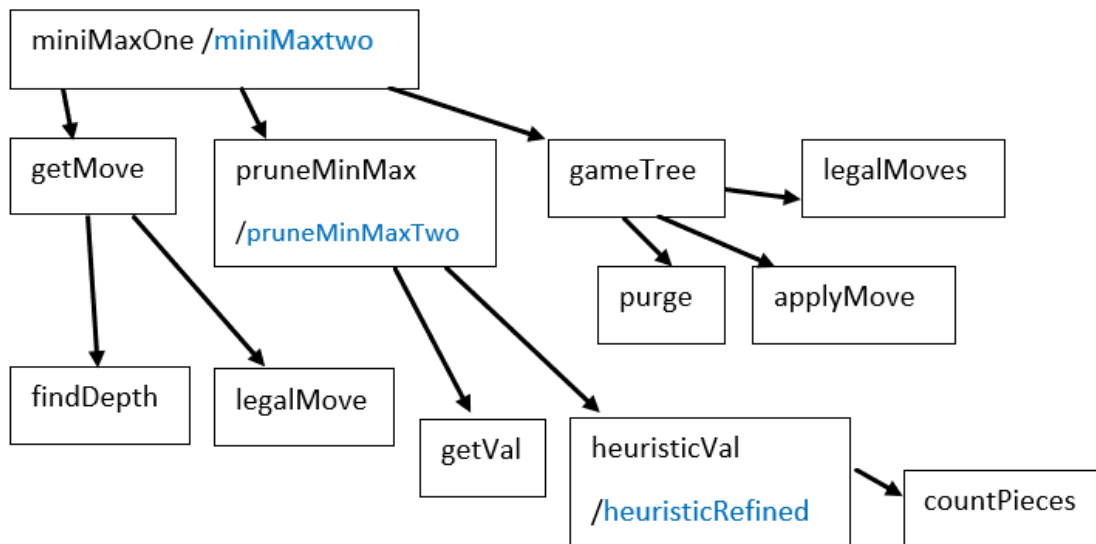 miniMaxOne /miniMaxtwo
getMove
pruneMinMax
/pruneMinMaxTwo
gameTree
legalMoves
purge
applyMove
findDepth
legalMove
getVal
heuristicVal
/heuristicRefined
countPieces